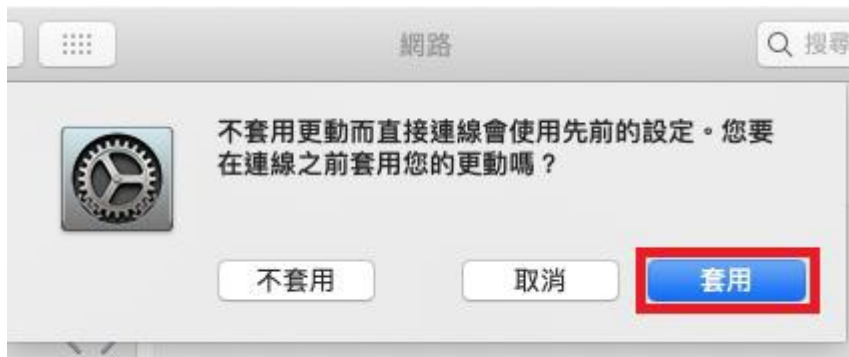 網路
搜尋
不套用更動而直接連線會使用先前的設定。您要
在連線之前套用您的更動嗎？
不套用
取消
套用